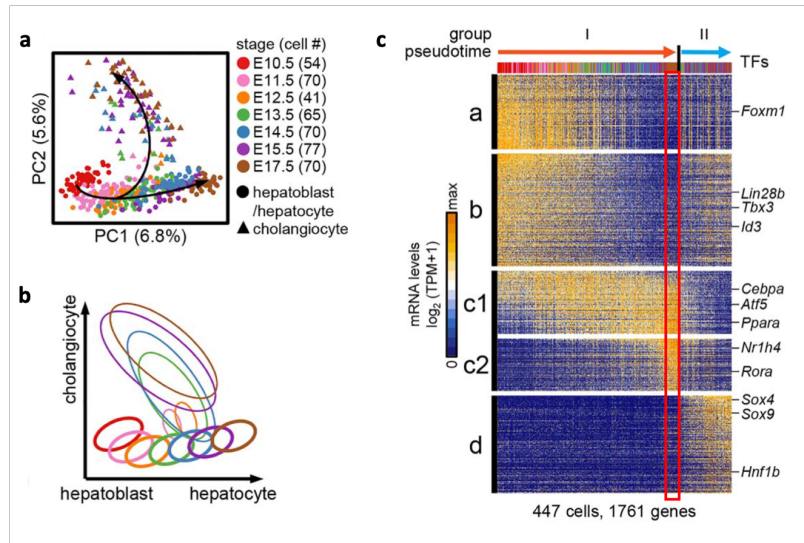 a
stage (cell #)
E10.5 (54)
E11.5 (70)
E12.5 (41)
E13.5 (65)
E14.5 (70)
E15.5 (77)
E17.5 (70)
hepatoblast
/hepatocyte
cholangiocyte
PC2 (5.6%)
PC1 (6.8%)
b
cholangiocyte
hepatoblast
hepatocyte
c
group
I
II
pseudotime
TFs
a
Foxm1
b
Lin28b
Tbx3
Id3
mRNA levels
log2 (TPM+1)
max
0
c1
Cebpa
Atf5
Ppara
c2
Nr1h4
Rora
d
Sox4
Sox9
Hnf1b
447 cells, 1761 genes